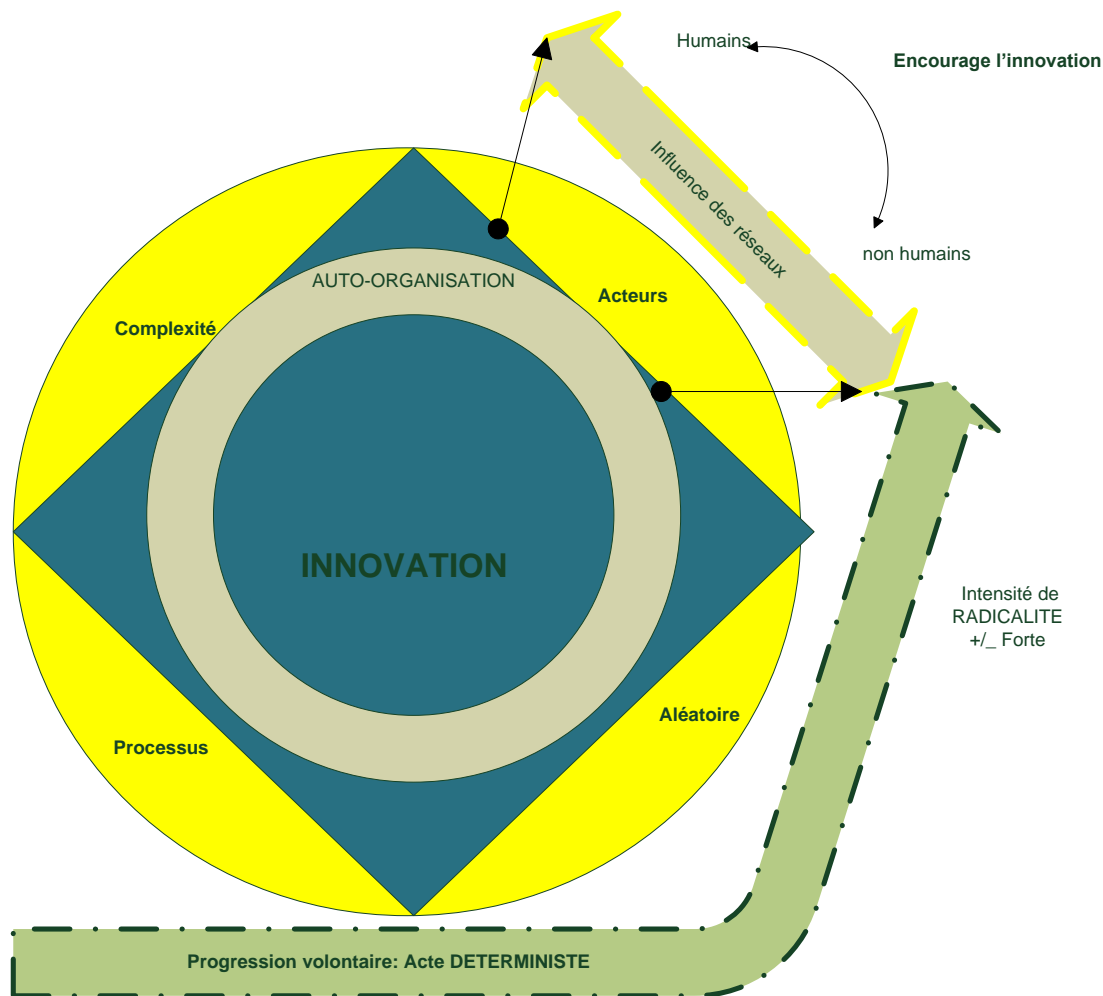 Humains
Encourage l'innovation
Influence des réseaux
non humains
AUTO-ORGANISATION
Acteurs
Complexité
INNOVATION
Intensité de
RADICALITE
+/_ Forte
Aléatoire
Processus
Progression volontaire: Acte DETERMINISTE